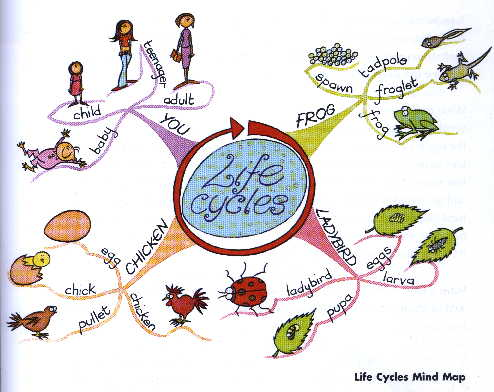 Life
cycles
YOU
baby
child
teenager
adult
FROG
spawn
tadpole
froglet
frog
LADYBIRD
eggs
larva
pupa
ladybird
CHICKEN
egg
chick
pullet
chicken
Life Cycles Mind Map